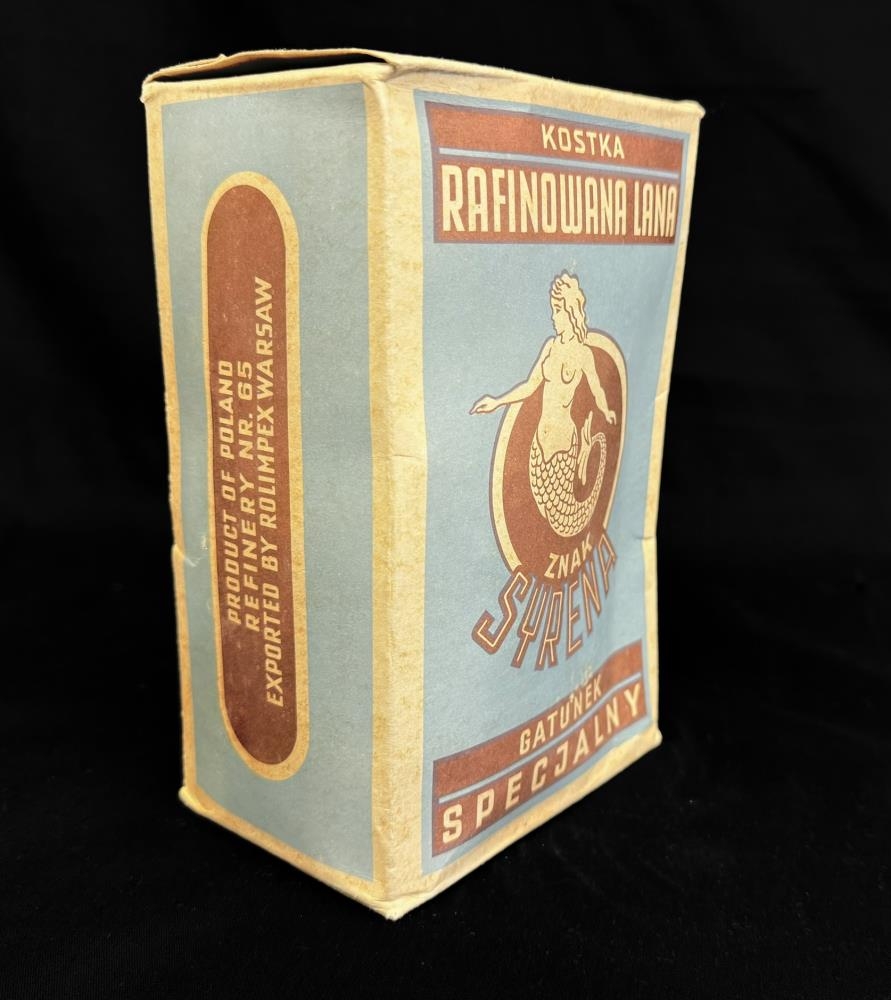 PRODUCT OF POLAND
REFINERY NR. 65
EXPORTED BY ROLIMPEX WARSAW
KOSTKA
RAFINOWANA LANA
ZNAK
SYRENA
GATUNEK
SPECJALNY